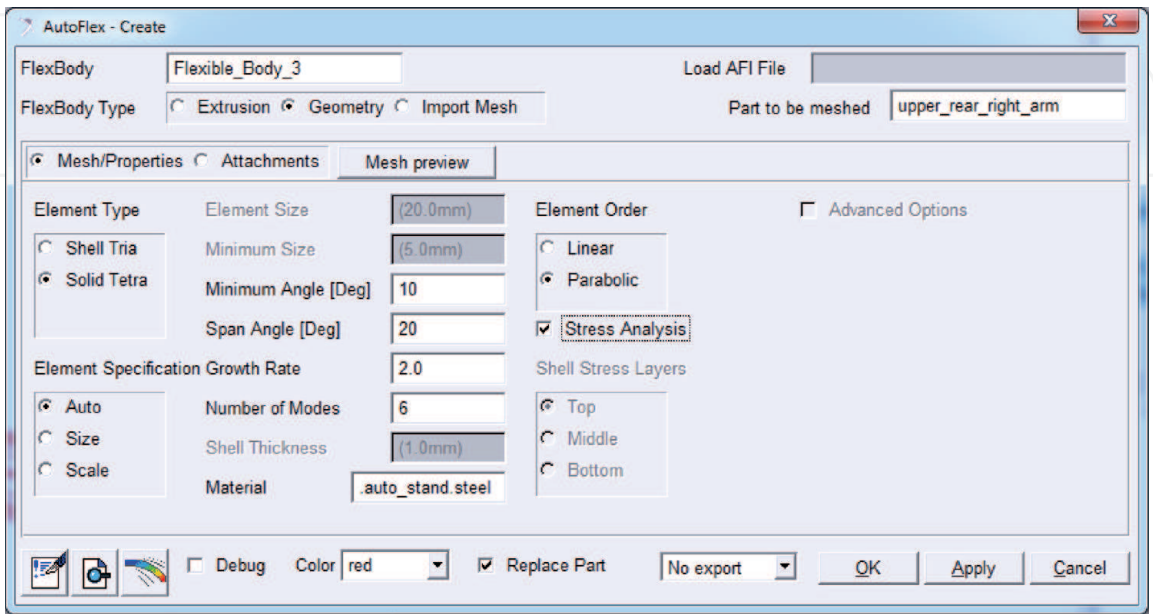 AutoFlex - Create
FlexBody Flexible_Body_3 Load AFI File
FlexBody Type Extrusion Geometry Import Mesh Part to be meshed upper_rear_right_arm
Mesh/Properties Attachments Mesh preview
Element Type Element Size (20.0mm) Element Order Advanced Options
Shell Tria Minimum Size (5.0mm) Linear
Solid Tetra Minimum Angle [Deg] 10 Parabolic
Span Angle [Deg] 20 Stress Analysis
Element Specification Growth Rate 2.0 Shell Stress Layers
Auto Number of Modes 6 Top
Size Shell Thickness (1.0mm) Middle
Scale Material .auto_stand.steel Bottom
Debug Color red Replace Part No export OK Apply Cancel